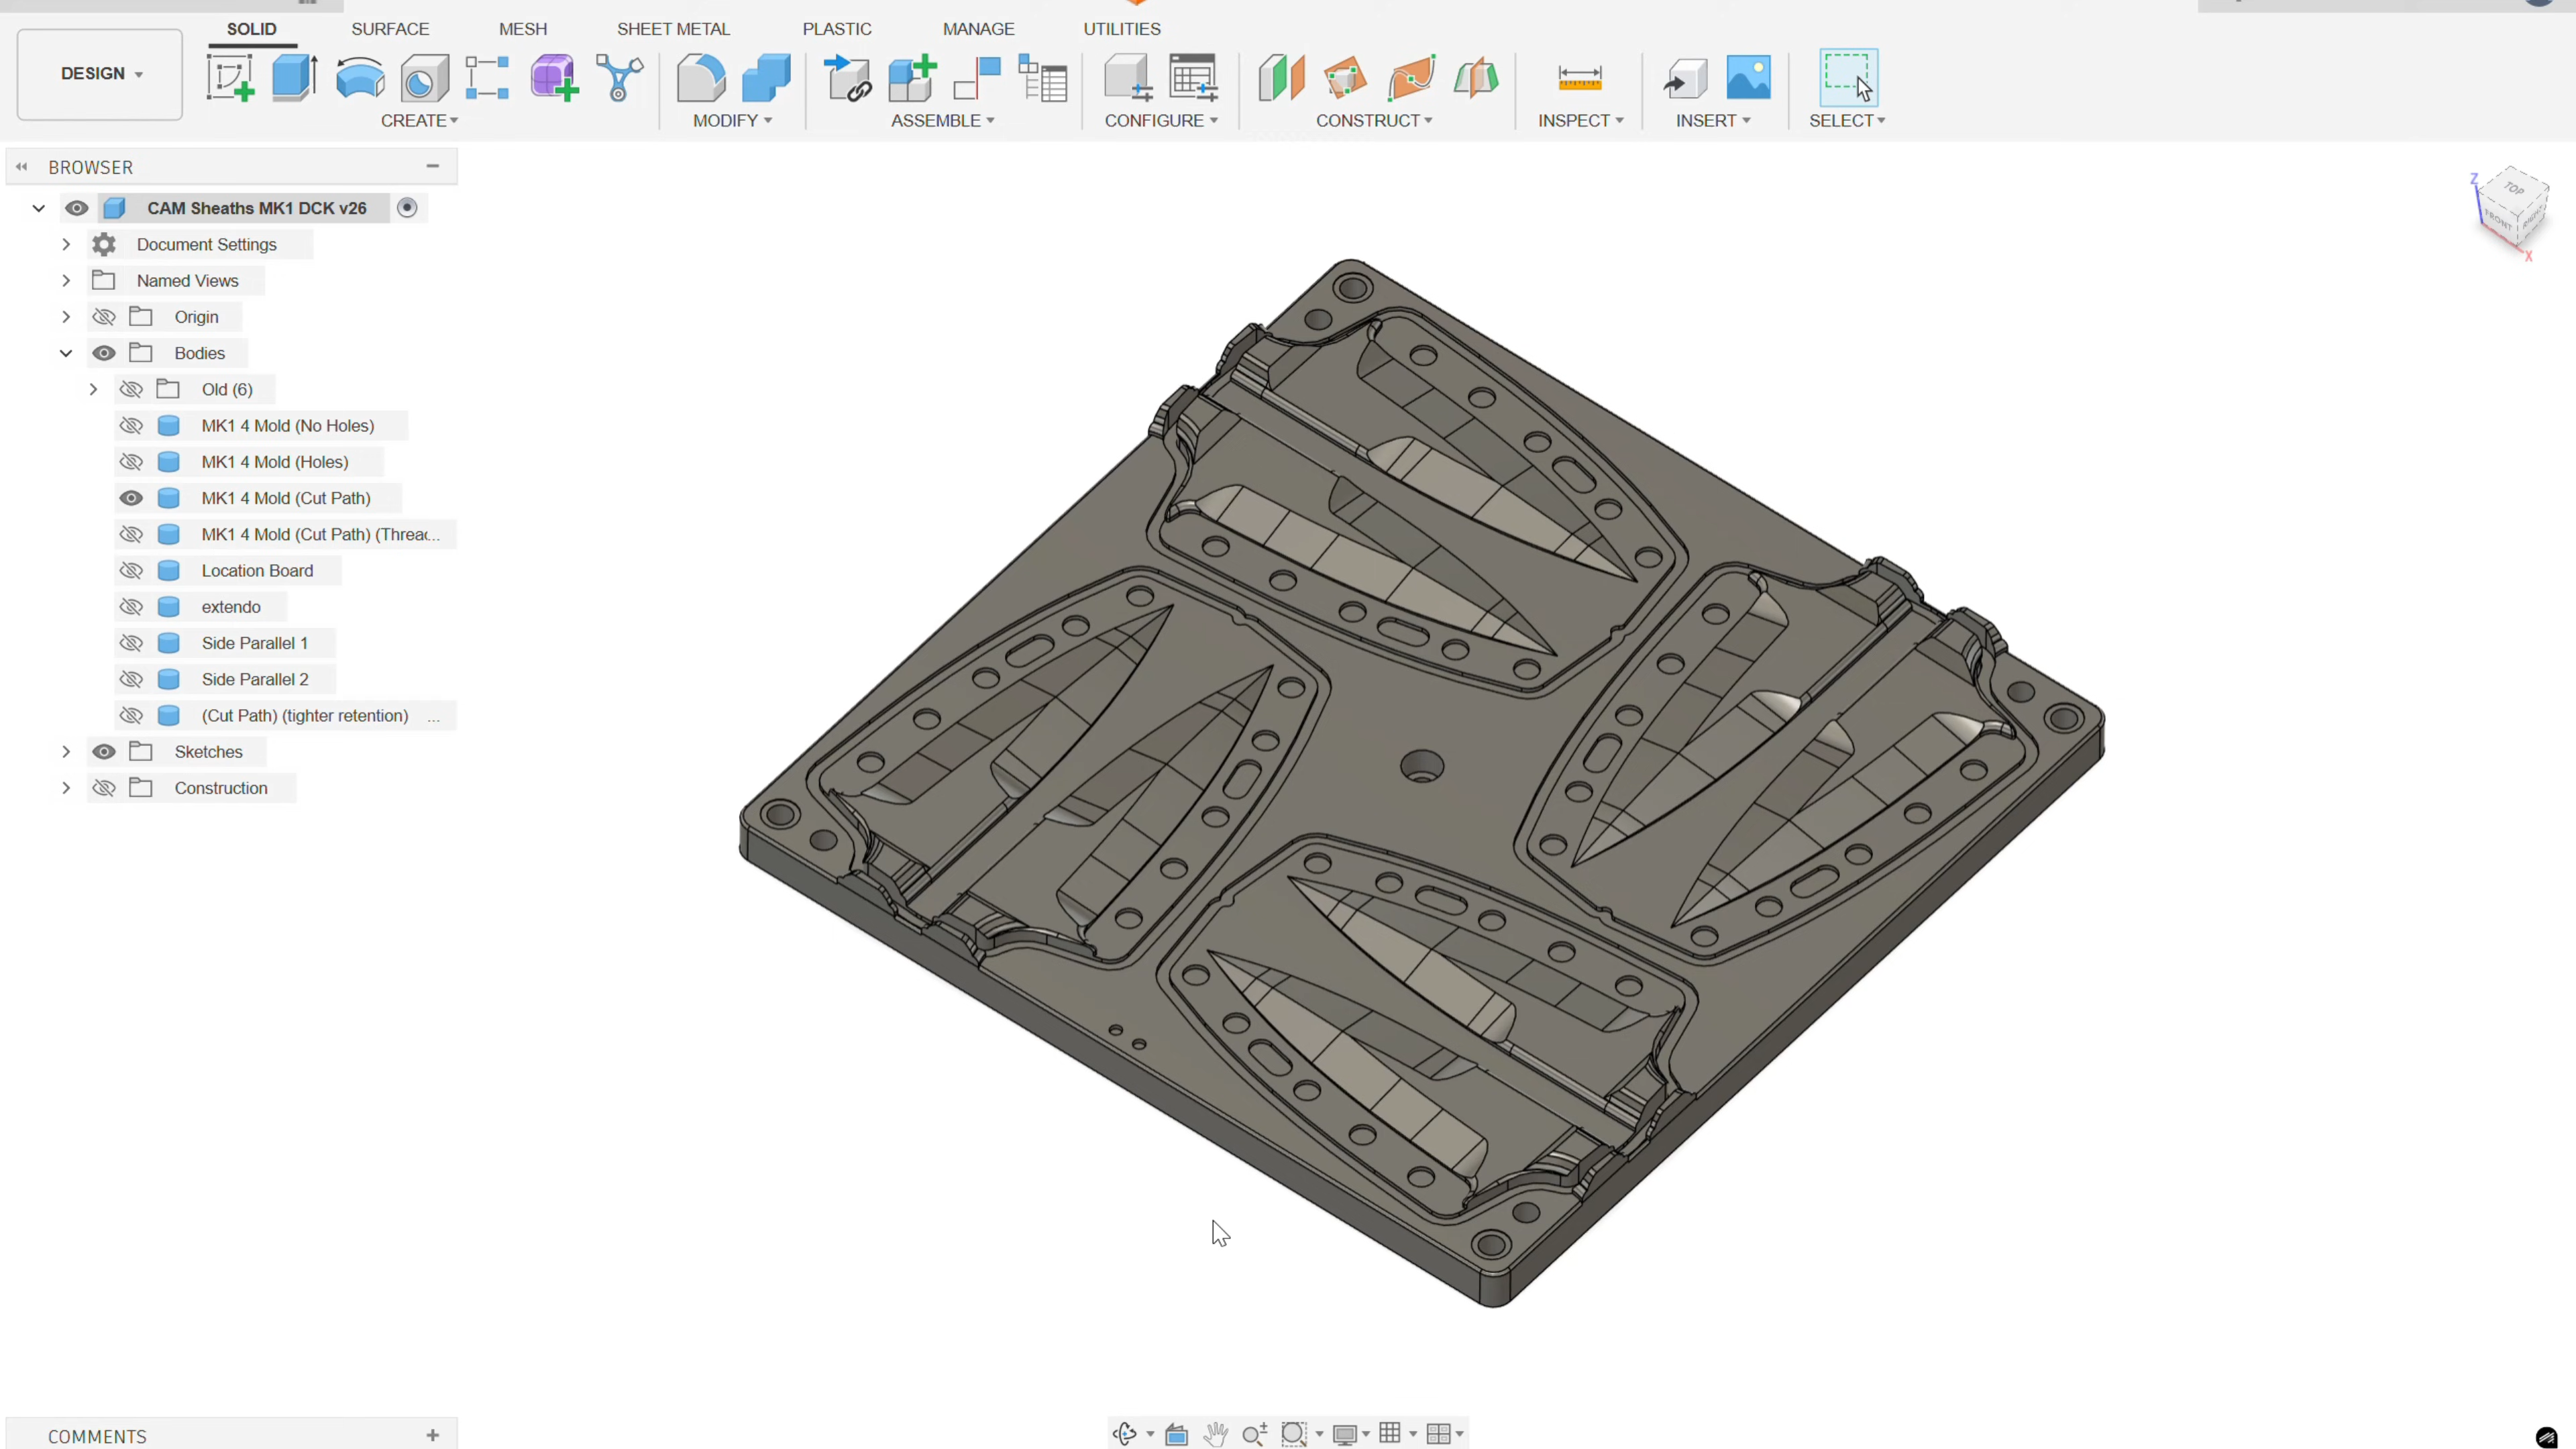 SOLID SURFACE MESH SHEET METAL PLASTIC MANAGE UTILITIES
DESIGN
CREATE MODIFY ASSEMBLE CONFIGURE CONSTRUCT INSPECT INSERT SELECT
BROWSER
CAM Sheaths MK1 DCK v26
Document Settings
Named Views
Origin
Bodies
Old (6)
MK1 4 Mold (No Holes)
MK1 4 Mold (Holes)
MK1 4 Mold (Cut Path)
MK1 4 Mold (Cut Path) (Threac...
Location Board
extendo
Side Parallel 1
Side Parallel 2
(Cut Path) (tighter retention) ...
Sketches
Construction
Z
TOP
FRONT
RIGHT
X
COMMENTS